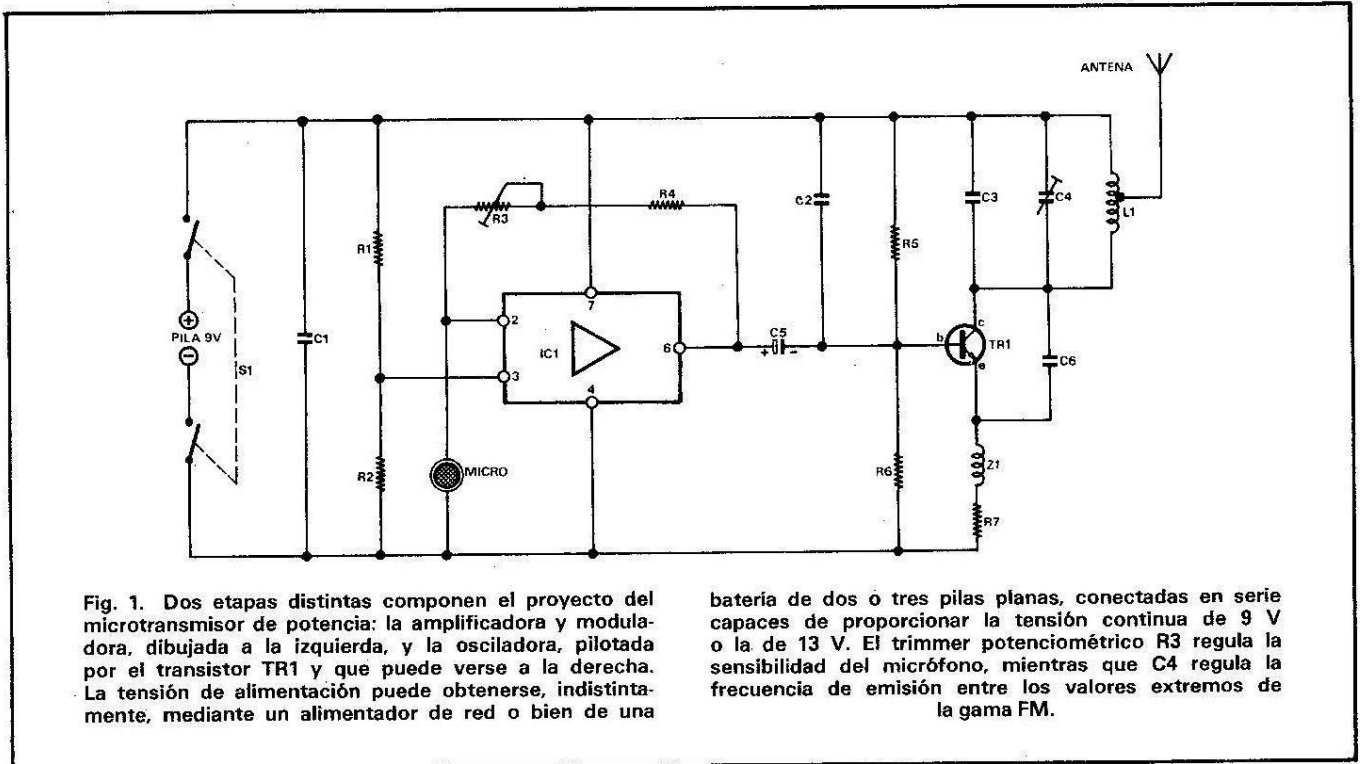 ANTENA
R3
R4
C2
C3
C4
L1
R1
R5
PILA 9V
C1
S1
7
2
IC1
6
C5
+
-
b
c
TR1
e
C6
3
4
R2
MICRO
R6
Z1
R7
Fig. 1. Dos etapas distintas componen el proyecto del
microtransmisor de potencia: la amplificadora y modula-
dora, dibujada a la izquierda, y la osciladora, pilotada
por el transistor TR1 y que puede verse a la derecha.
La tensión de alimentación puede obtenerse, indistinta-
mente, mediante un alimentador de red o bien de una
batería de dos o tres pilas planas, conectadas en serie
capaces de proporcionar la tensión continua de 9 V
o la de 13 V. El trimmer potenciométrico R3 regula la
sensibilidad del micrófono, mientras que C4 regula la
frecuencia de emisión entre los valores extremos de
la gama FM.